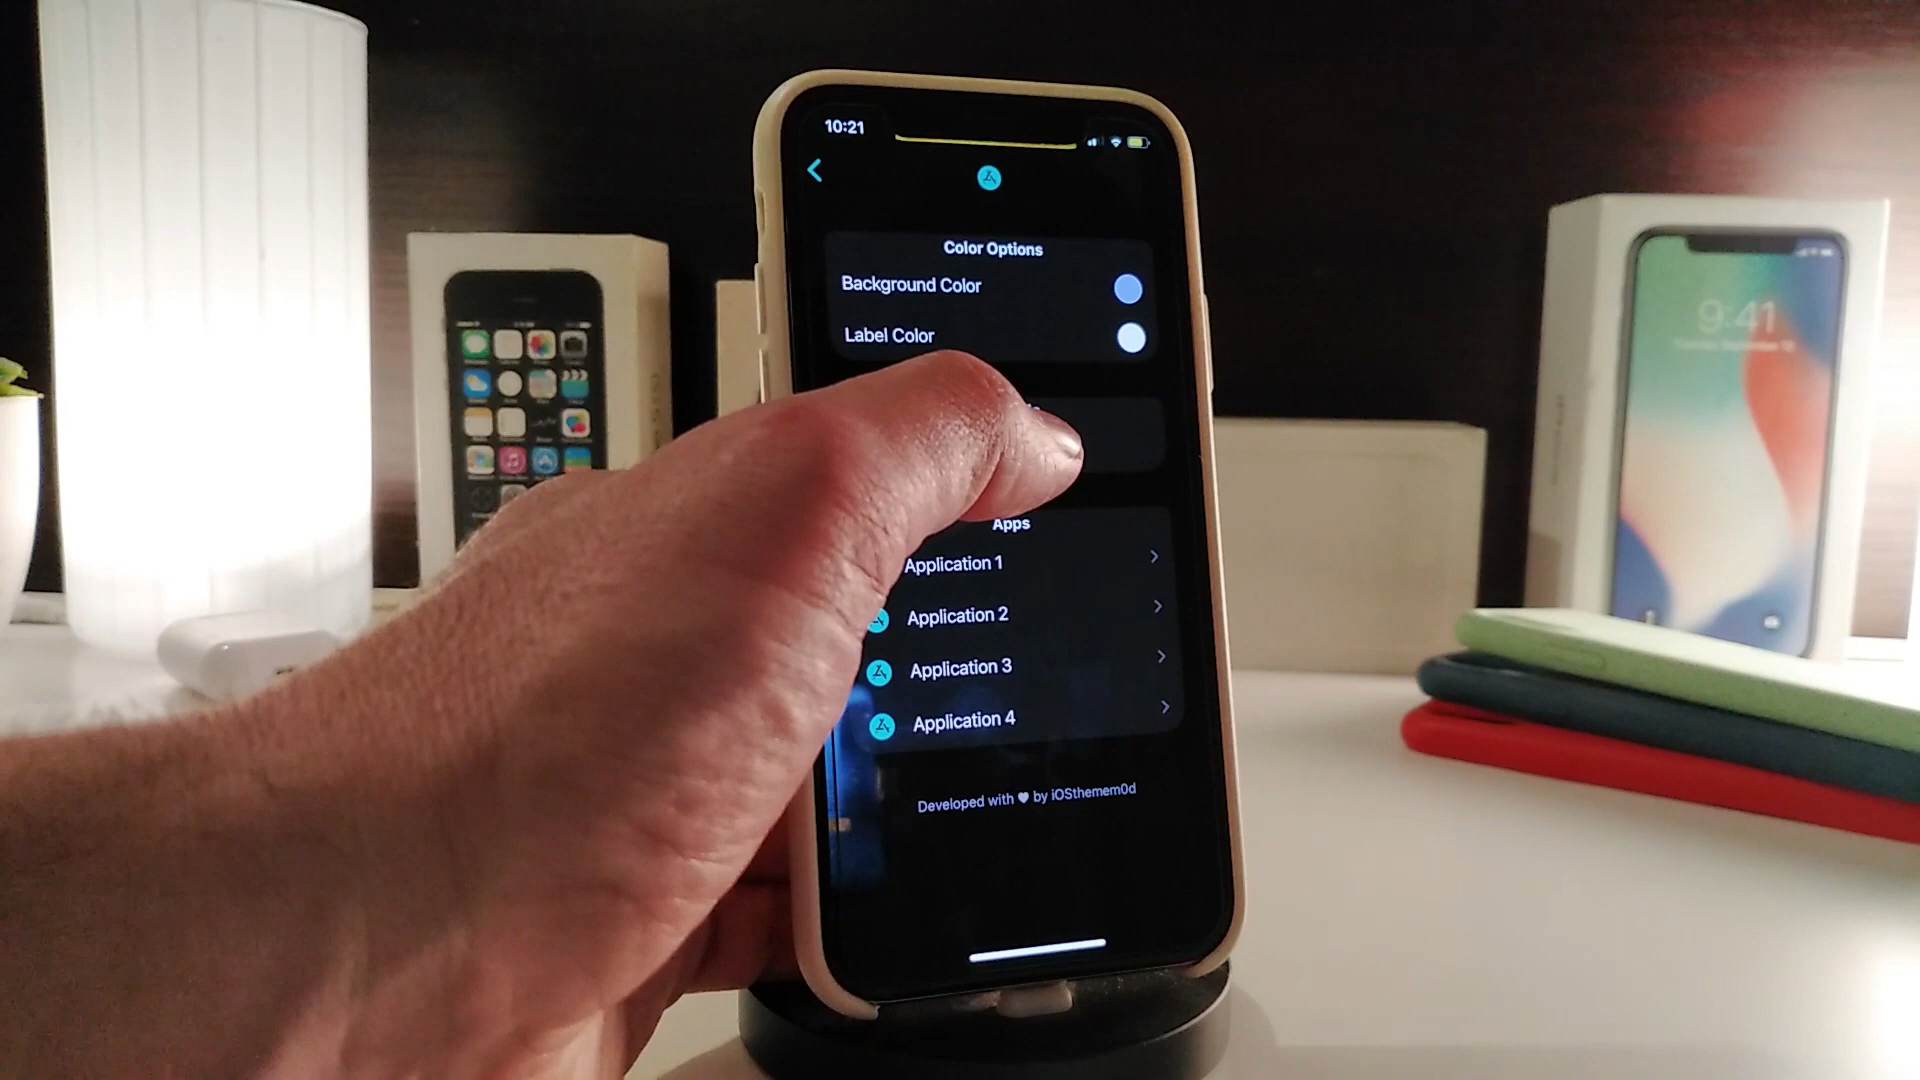 10:21
Color Options
Background Color
Label Color
Apps
Application 1
Application 2
Application 3
Application 4
Developed with ♥ by iOSthemem0d
9:41